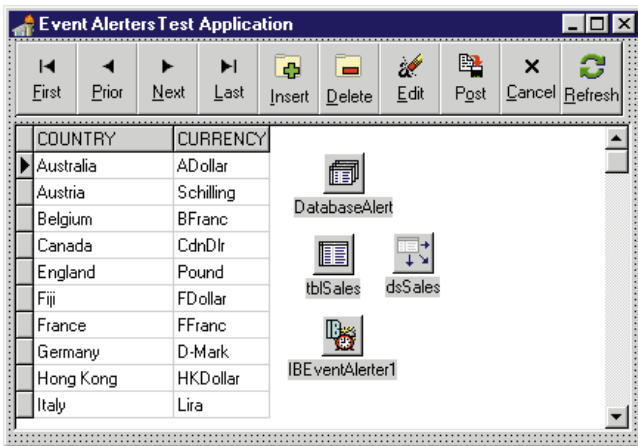 Event Alerters Test Application
First Prior Next Last Insert Delete Edit Post Cancel Refresh
COUNTRY CURRENCY
Australia ADollar
Austria Schilling
Belgium BFranc
Canada CdnDlr
England Pound
Fiji FDollar
France FFranc
Germany D-Mark
Hong Kong HKDollar
Italy Lira
DatabaseAlert
tblSales dsSales
IBEventAlerter1